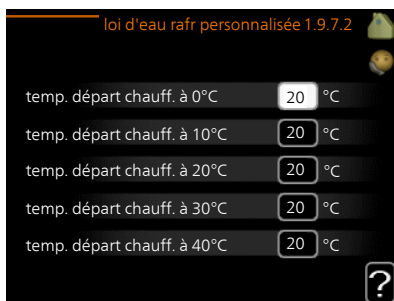 loi d'eau rafr personnalisée 1.9.7.2
temp. départ chauff. à 0°C 20 °C
temp. départ chauff. à 10°C 20 °C
temp. départ chauff. à 20°C 20 °C
temp. départ chauff. à 30°C 20 °C
temp. départ chauff. à 40°C 20 °C
?